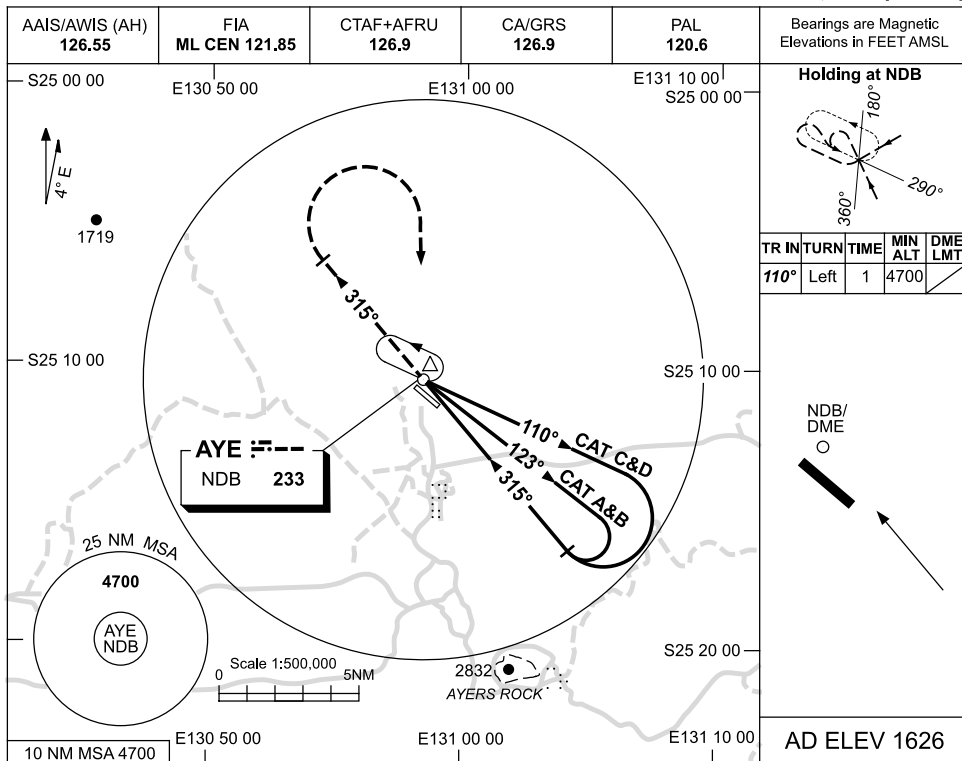 AAIS/AWIS (AH)
126.55
FIA
ML CEN 121.85
CTAF+AFRU
126.9
CA/GRS
126.9
PAL
120.6
Bearings are Magnetic
Elevations in FEET AMSL
S25 00 00
E130 50 00
E131 00 00
E131 10 00
S25 00 00
4° E
1719
315°
S25 10 00
S25 10 00
110°
CAT C&D
123°
CAT A&B
315°
AYE
NDB 233
25 NM MSA
4700
AYE
NDB
Scale 1:500,000
0
5NM
2832
AYERS ROCK
S25 20 00
10 NM MSA 4700
E130 50 00
E131 00 00
E131 10 00
Holding at NDB
180°
290°
360°
TR IN TURN TIME MIN ALT DME LMT
110° Left 1 4700
NDB/
DME
AD ELEV 1626